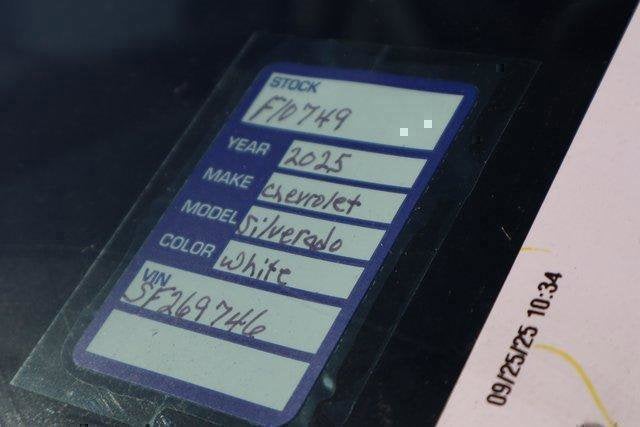 STOCK
F10749
YEAR 2025
MAKE Chevrolet
MODEL Silverado
COLOR White
VIN
SF269746
09/25/25 10:34